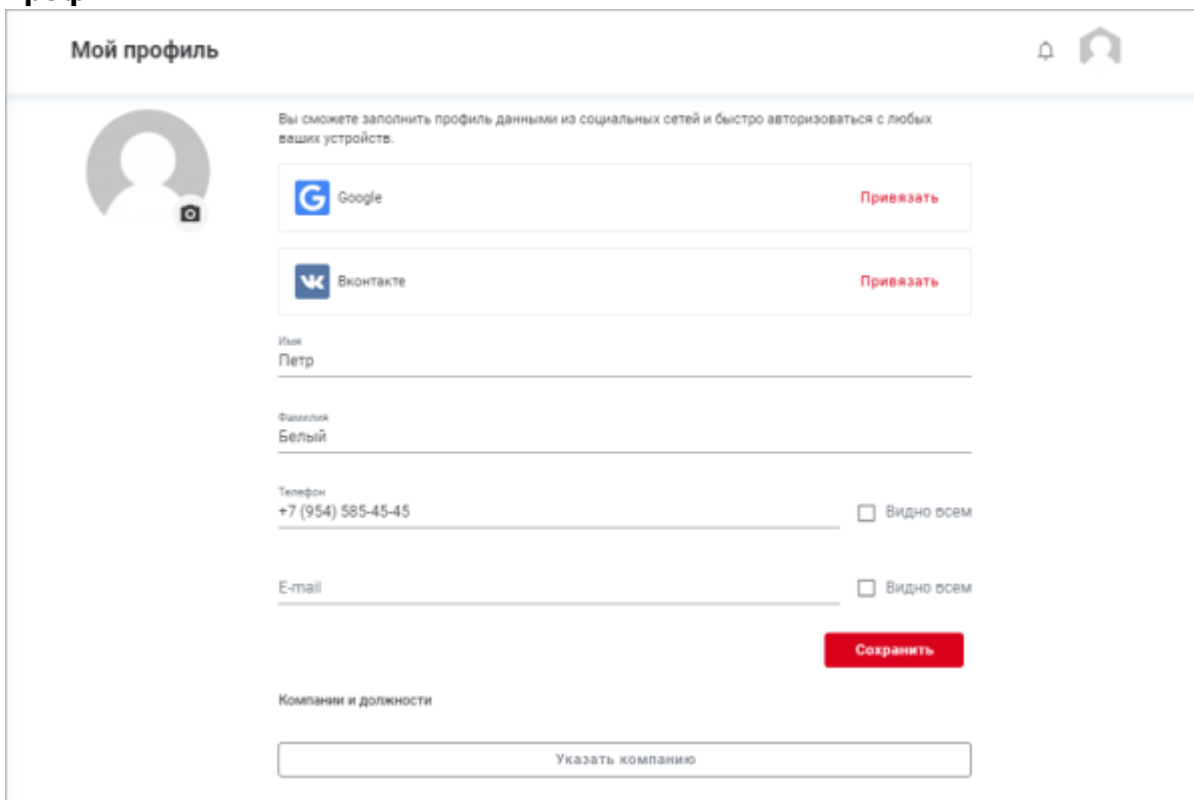 Мой профиль
Вы сможете заполнить профиль данными из социальных сетей и быстро авторизоваться с любых
ваших устройств.
Google Привязать
Вконтакте Привязать
Имя
Петр
Фамилия
Белый
Телефон
+7 (954) 585-45-45 Видно всем
E-mail Видно всем
Сохранить
Компании и должности
Указать компанию